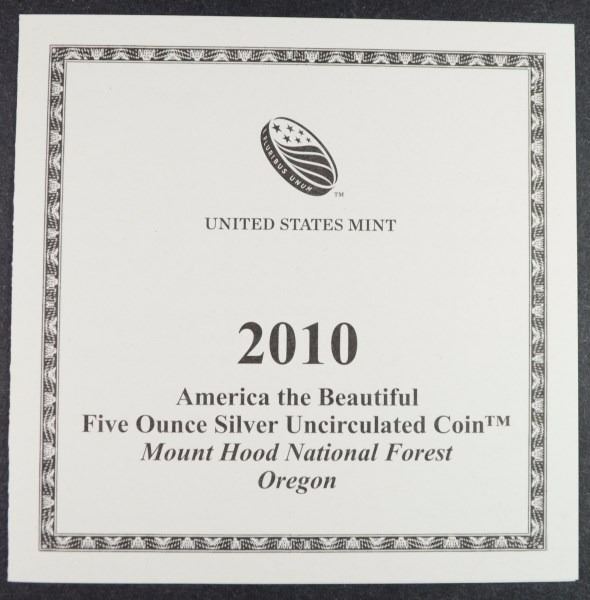 PLURIBUS UNUM
TM
UNITED STATES MINT
2010
America the Beautiful
Five Ounce Silver Uncirculated Coin™
Mount Hood National Forest
Oregon